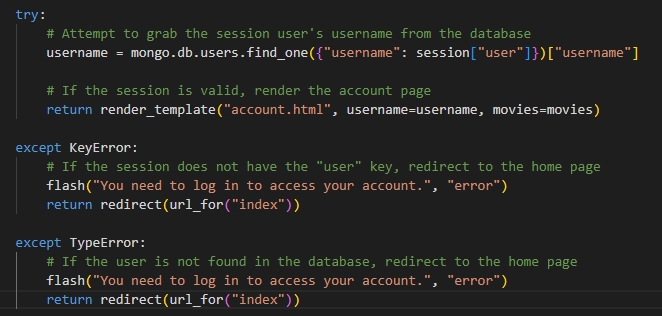 try:
# Attempt to grab the session user's username from the database
username = mongo.db.users.find_one({"username": session["user"]})["username"]
# If the session is valid, render the account page
return render_template("account.html", username=username, movies=movies)
except KeyError:
# If the session does not have the "user" key, redirect to the home page
flash("You need to log in to access your account.", "error")
return redirect(url_for("index"))
except TypeError:
# If the user is not found in the database, redirect to the home page
flash("You need to log in to access your account.", "error")
return redirect(url_for("index"))